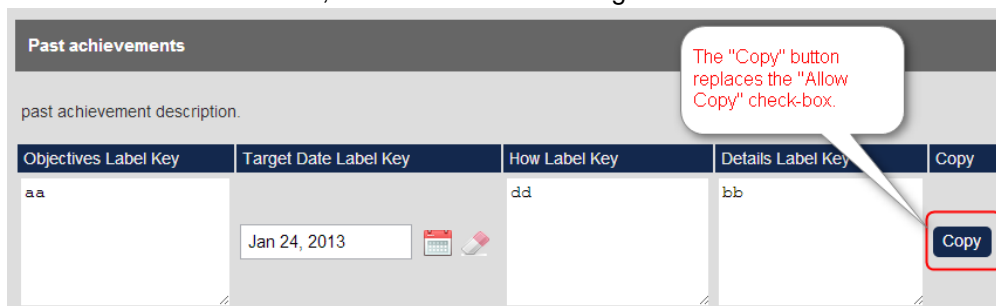 Past achievements
The "Copy" button
replaces the "Allow
Copy" check-box.
past achievement description.
Objectives Label Key Target Date Label Key How Label Key Details Label Key Copy
aa dd bb
Jan 24, 2013 Copy